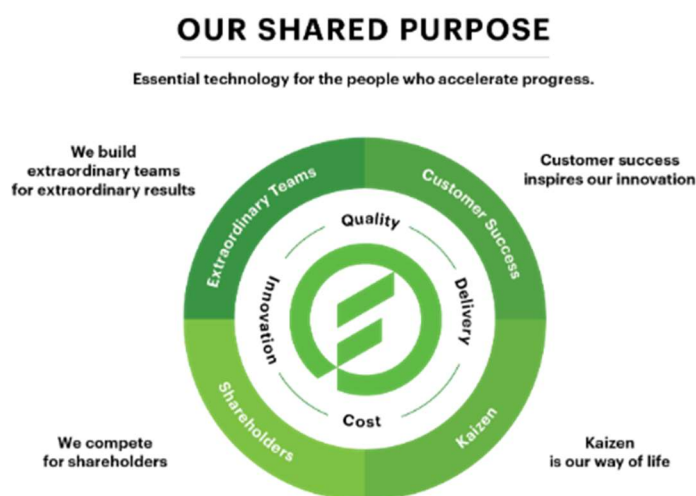 OUR SHARED PURPOSE
Essential technology for the people who accelerate progress.
We build
extraordinary teams
for extraordinary results
Customer success
inspires our innovation
Extraordinary Teams
Customer Success
Quality
Innovation
Delivery
Cost
Shareholders
Kaizen
We compete
for shareholders
Kaizen
is our way of life